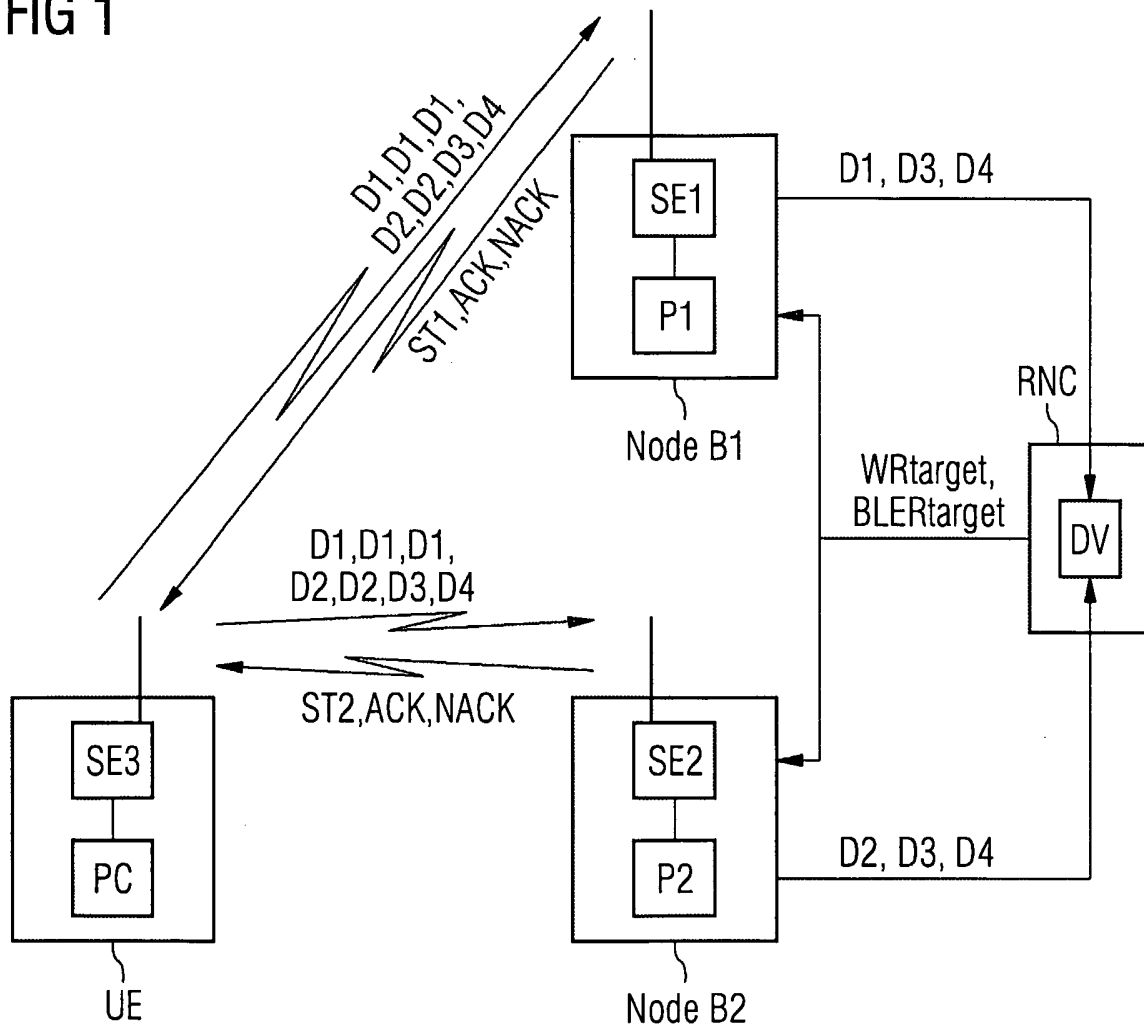 FIG 1
D1,D1,D1,
D2,D2,D3,D4
ST1,ACK,NACK
SE1
P1
Node B1
D1, D3, D4
RNC
WRtarget,
BLERtarget
DV
D1,D1,D1,
D2,D2,D3,D4
ST2,ACK,NACK
SE3
PC
UE
SE2
P2
Node B2
D2, D3, D4